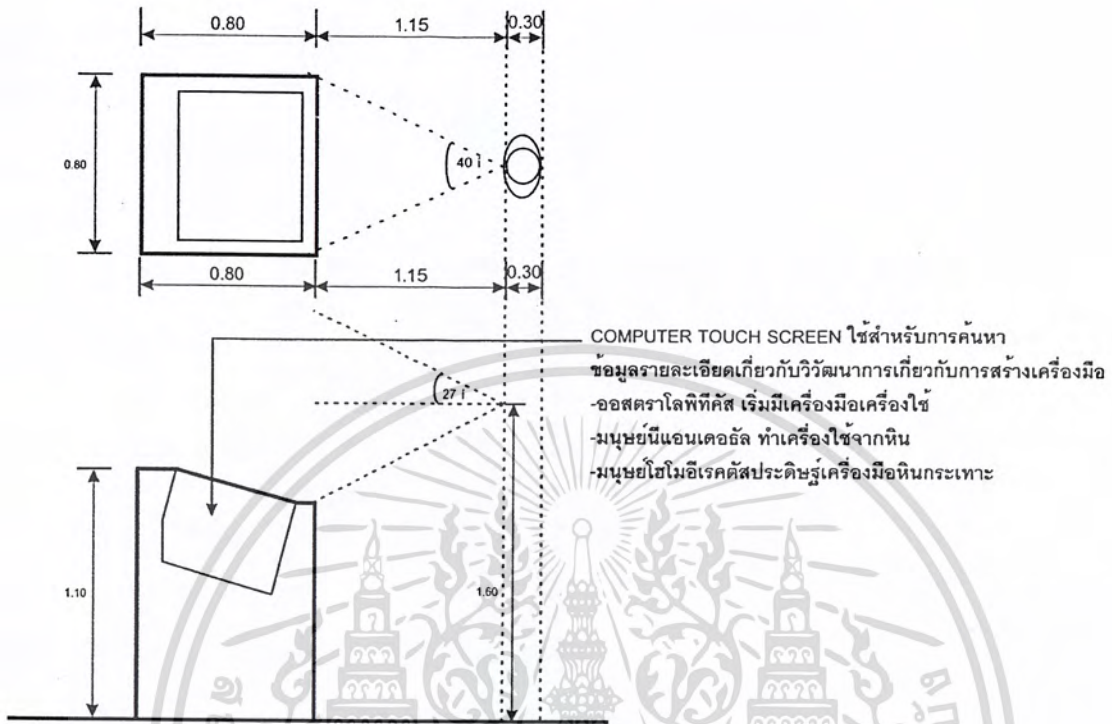 0.80 1.15 0.30
0.80
40 ํ
0.80 1.15 0.30
COMPUTER TOUCH SCREEN ใช้สำหรับการค้นหา
ข้อมูลรายละเอียดเกี่ยวกับวิวัฒนาการเกี่ยวกับการสร้างเครื่องมือ
27 ํ
-ออสตราโลพิทีคัส เริ่มมีเครื่องมือเครื่องใช้
-มนุษย์นีแอนเดอธัล ทำเครื่องใช้จากหิน
-มนุษย์โฮโมอีเรคตัสประดิษฐ์เครื่องมือหินกระเทาะ
1.10
1.60